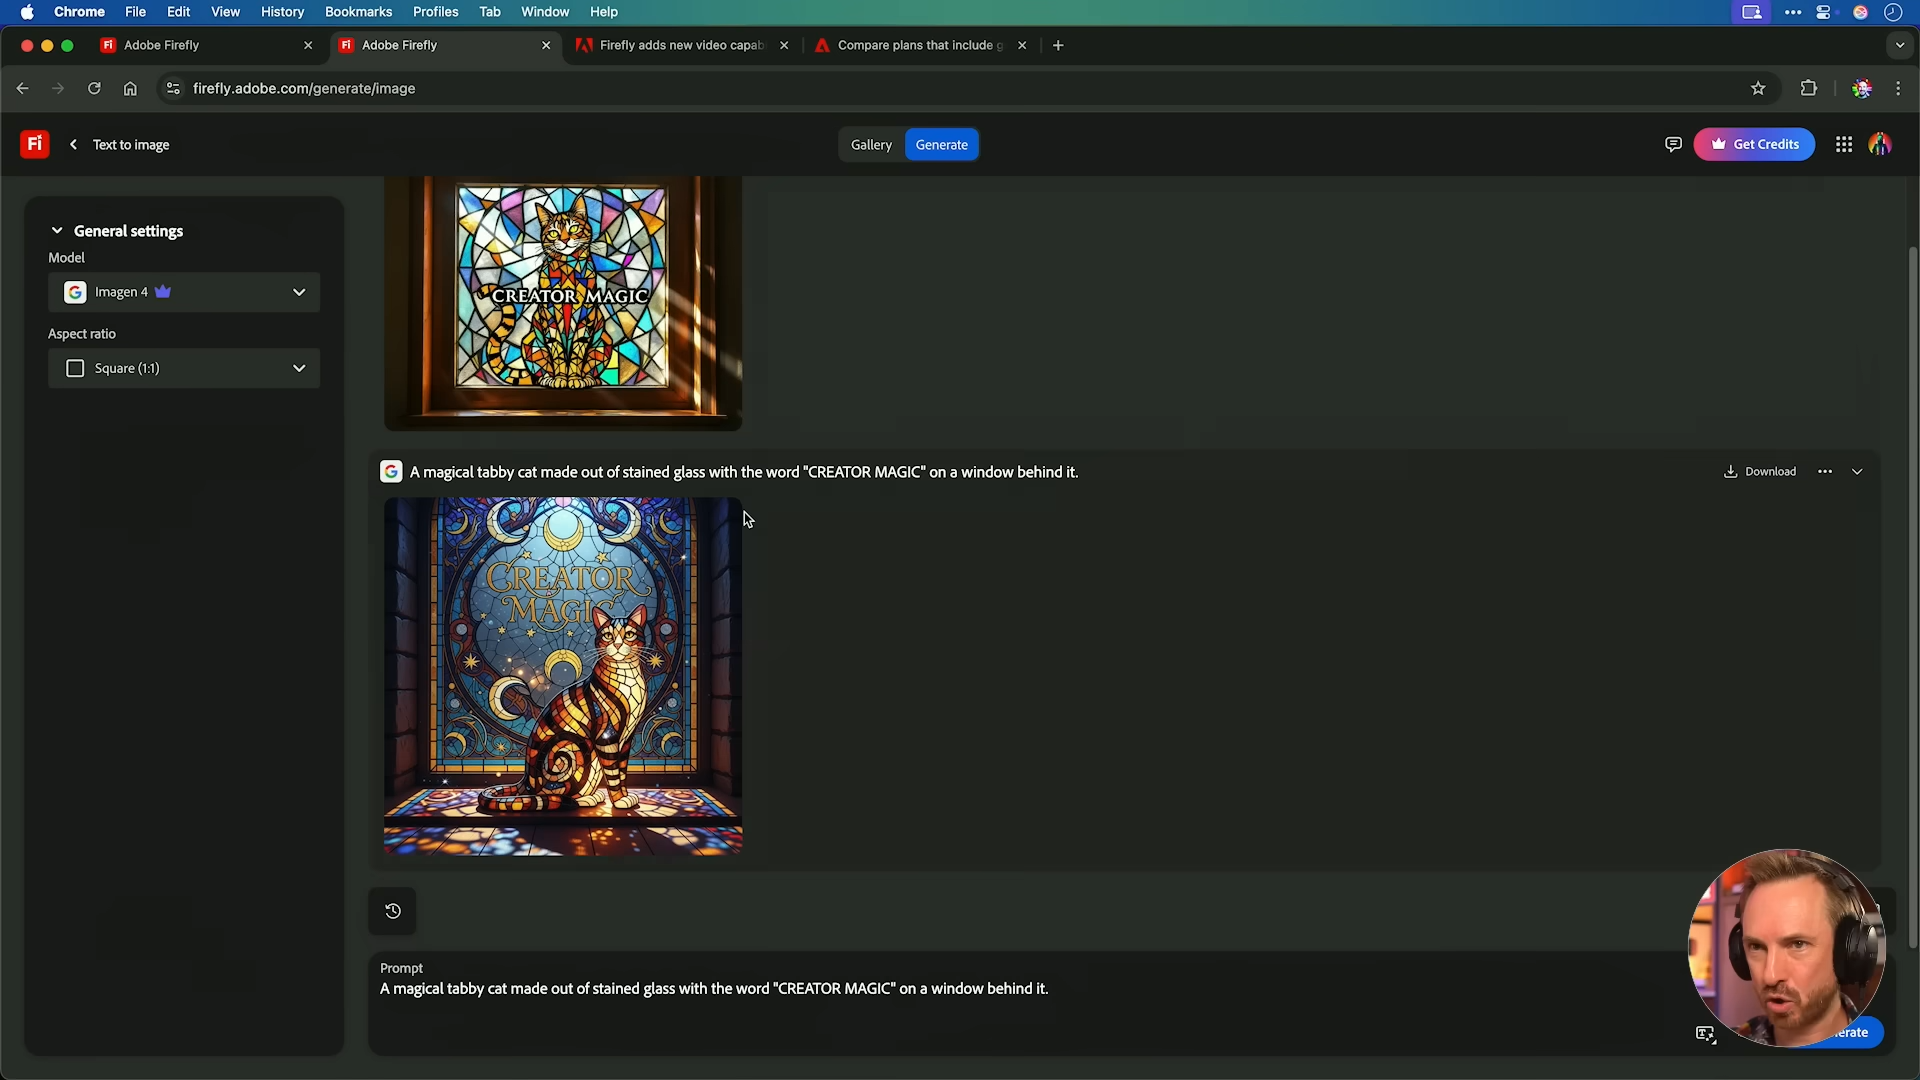 Chrome File Edit View History Bookmarks Profiles Tab Window Help
Adobe Firefly
Adobe Firefly
Firefly adds new video capab
Compare plans that include g
firefly.adobe.com/generate/image
Fi
Text to image
Gallery
Generate
Get Credits
General settings
Model
Imagen 4
Aspect ratio
Square (1:1)
CREATOR MAGIC
A magical tabby cat made out of stained glass with the word "CREATOR MAGIC" on a window behind it.
Download
CREATOR
MAGIC
Prompt
A magical tabby cat made out of stained glass with the word "CREATOR MAGIC" on a window behind it.
erate